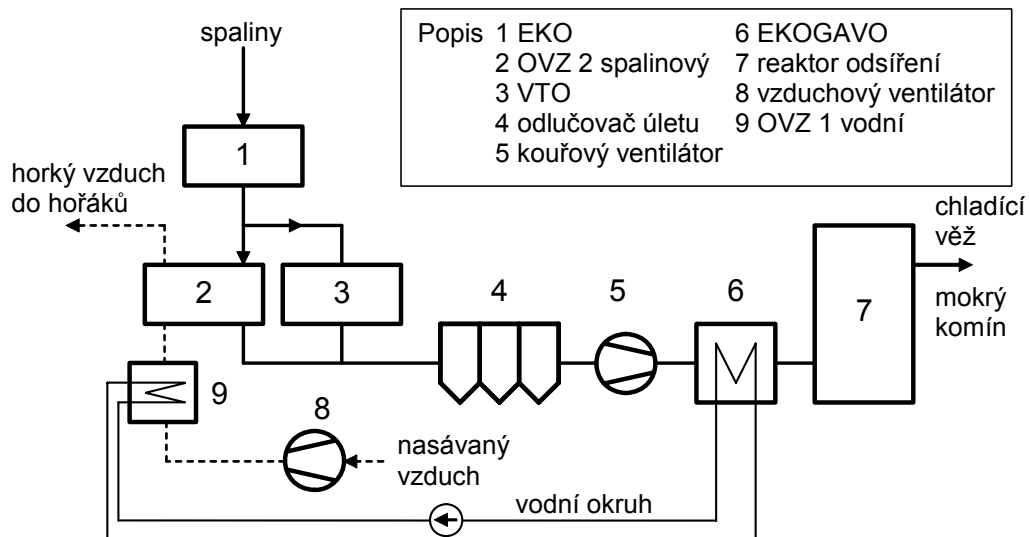 spaliny
Popis 1 EKO
2 OVZ 2 spalinový
3 VTO
4 odlučovač úletu
5 kouřový ventilátor
6 EKOGAVO
7 reaktor odsíření
8 vzduchový ventilátor
9 OVZ 1 vodní
1
horký vzduch
do hořáků
2
3
4
5
6
7
chladící
věž
mokrý
komín
9
8
nasávaný
vzduch
vodní okruh